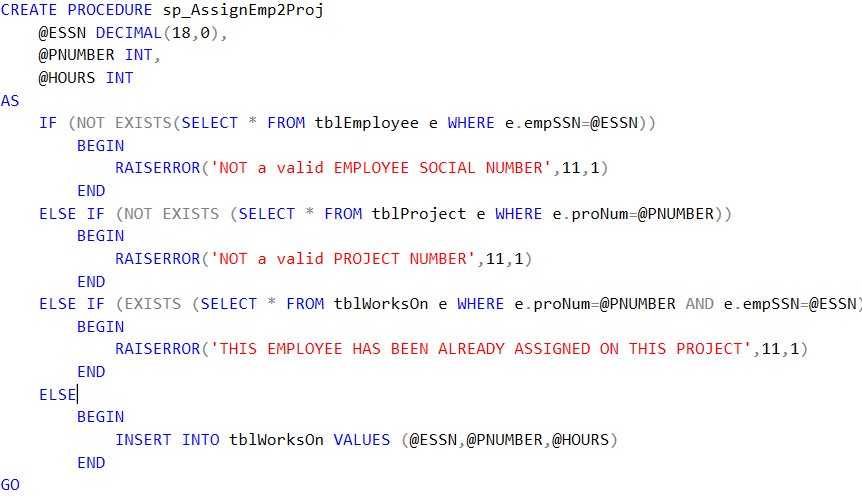 CREATE PROCEDURE sp_AssignEmp2Proj
    @ESSN DECIMAL(18,0),
    @PNUMBER INT,
    @HOURS INT
AS
    IF (NOT EXISTS(SELECT * FROM tblEmployee e WHERE e.empSSN=@ESSN))
        BEGIN
            RAISERROR('NOT a valid EMPLOYEE SOCIAL NUMBER',11,1)
        END
    ELSE IF (NOT EXISTS (SELECT * FROM tblProject e WHERE e.proNum=@PNUMBER))
        BEGIN
            RAISERROR('NOT a valid PROJECT NUMBER',11,1)
        END
    ELSE IF (EXISTS (SELECT * FROM tblWorksOn e WHERE e.proNum=@PNUMBER AND e.empSSN=@ESSN)
        BEGIN
            RAISERROR('THIS EMPLOYEE HAS BEEN ALREADY ASSIGNED ON THIS PROJECT',11,1)
        END
    ELSE
        BEGIN
            INSERT INTO tblWorksOn VALUES (@ESSN,@PNUMBER,@HOURS)
        END
GO